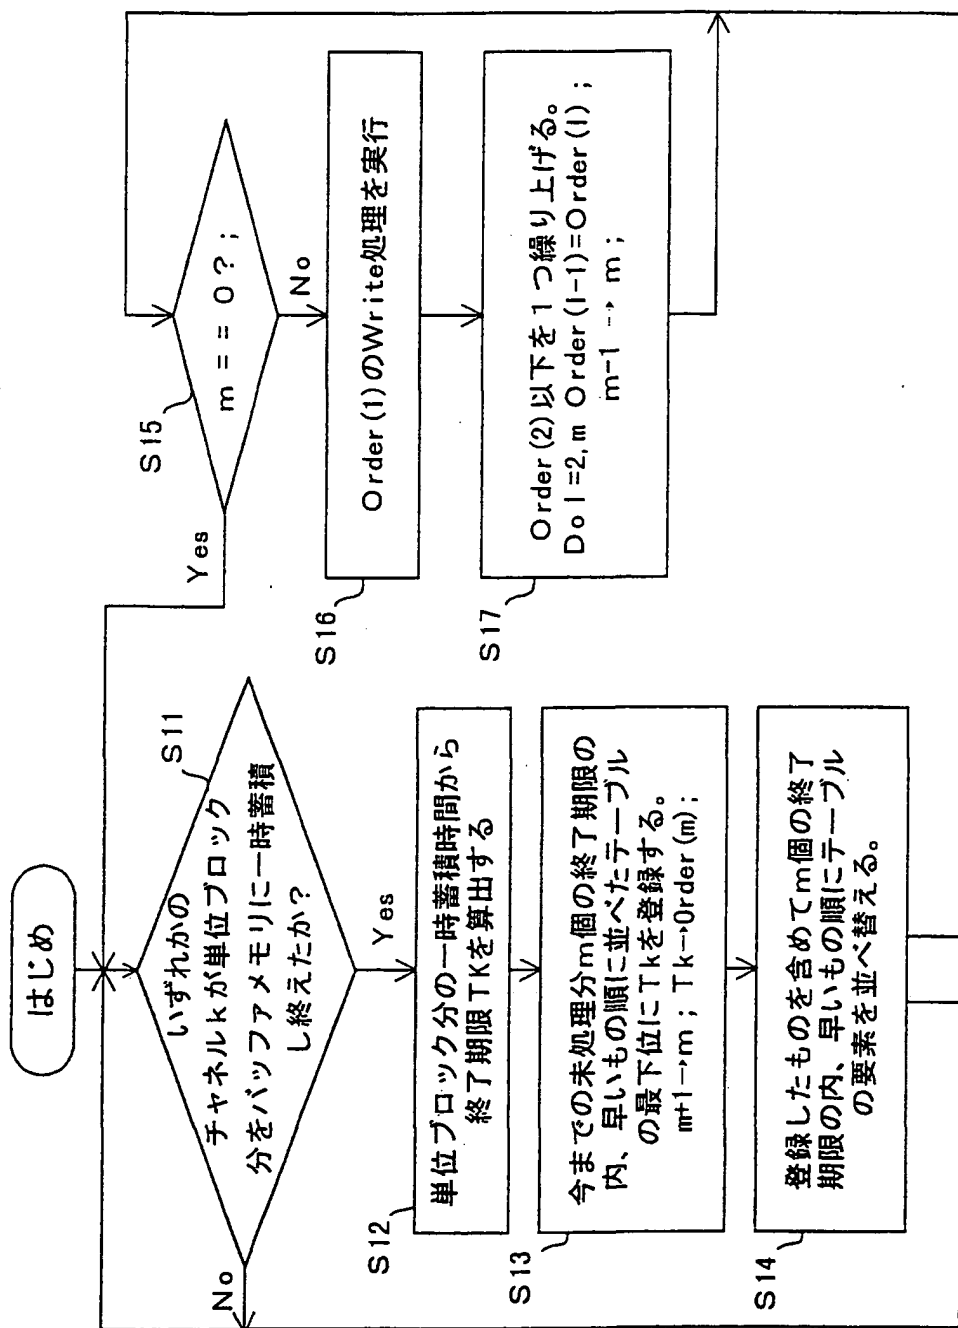 はじめ
いずれかの
チャネルkが単位ブロック
分をバッファメモリに一時蓄積
し終えたか?
S11
No
Yes
単位ブロック分の一時蓄積時間から
終了期限TKを算出する
S12
今までの未処理分m個の終了期限の
内、早いもの順に並べたテーブル
の最下位にTkを登録する。
m+1→m; Tk→Order(m);
S13
登録したものを含めてm個の終了
期限の内、早いもの順にテーブル
の要素を並べ替える。
S14
m==0?;
S15
Yes
No
Order(1)のWrite処理を実行
S16
Order(2)以下を1つ繰り上げる。
Do l=2,m Order(l-1)=Order(l);
m-1→m;
S17